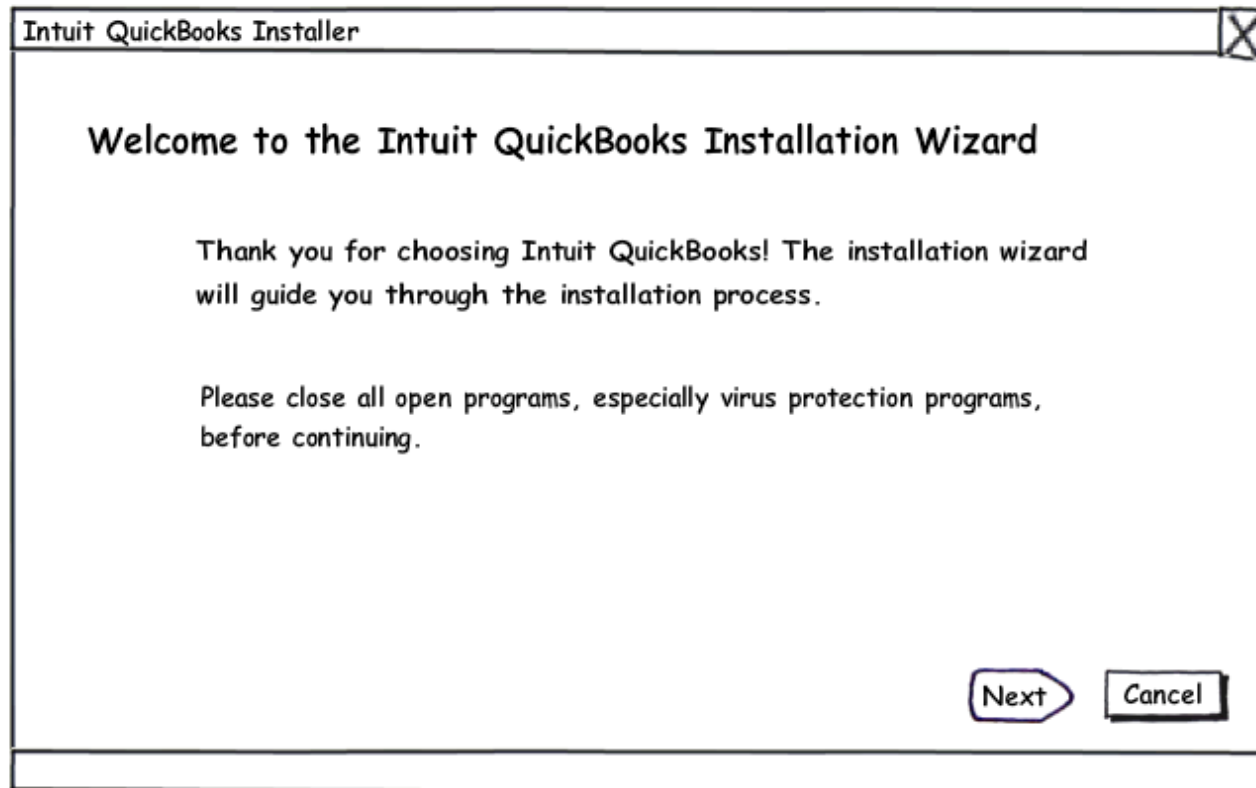 Intuit QuickBooks Installer
X
Welcome to the Intuit QuickBooks Installation Wizard
Thank you for choosing Intuit QuickBooks! The installation wizard
will guide you through the installation process.
Please close all open programs, especially virus protection programs,
before continuing.
Next
Cancel